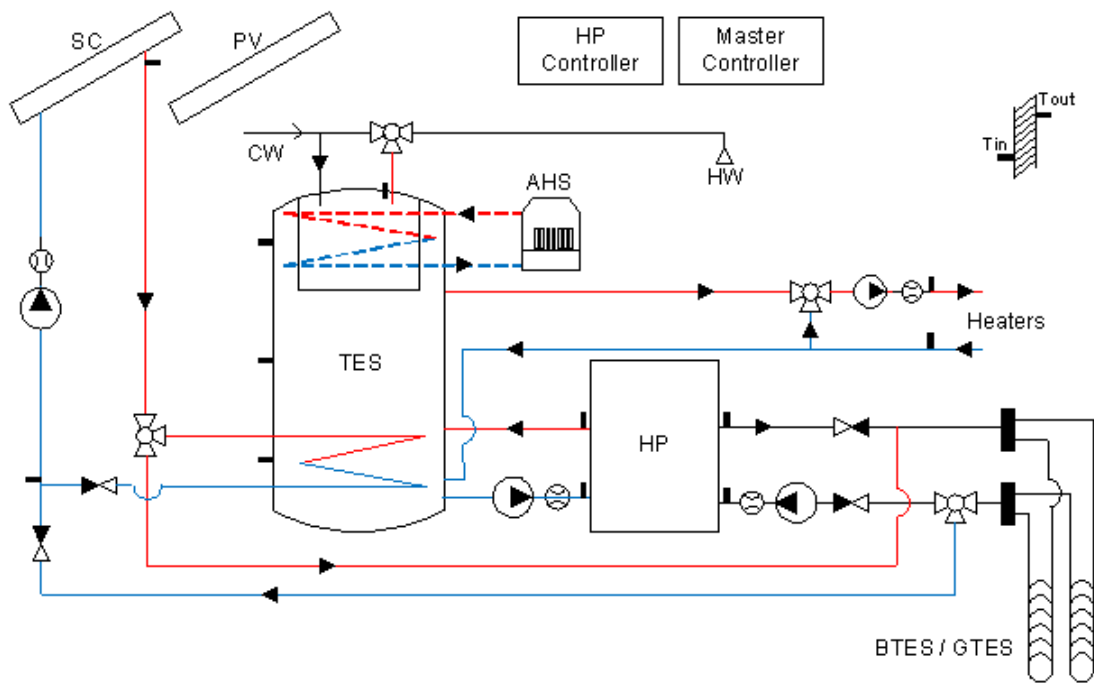 SC
PV
HP
Controller
Master
Controller
Tout
Tin
CW
HW
AHS
Heaters
TES
HP
BTES / GTES